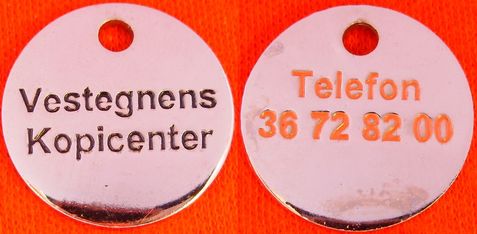 Vestegnens
Kopicenter
Telefon
36 72 82 00